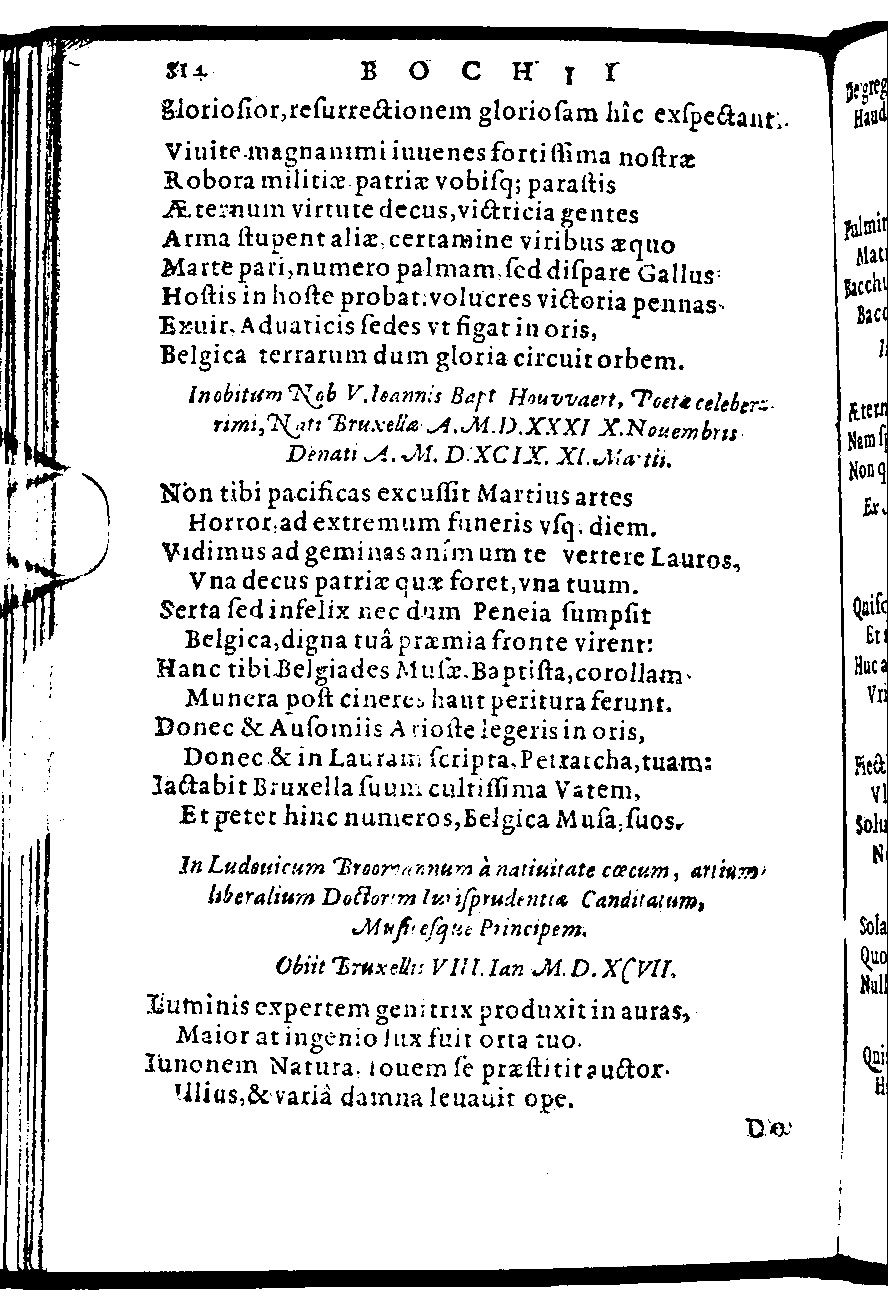 814 BOCHII
gloriosior,resurrectionem gloriosam hîc exspectant.
Viuite magnanimi iuuenes fortissima nostræ
Robora militiæ patriæ vobisq; parastis
Æternum virtute decus,victricia gentes
Arma stupent aliæ, certamine viribus æquo
Marte pari,numero palmam,sed dispare Gallus
Hostis in hoste probat:volucres victoria pennas
Exuit, Aduaticis sedes vt figat in oris,
Belgica terrarum dum gloria circuit orbem.
In obitum Nob V.Ioannis Bapt Houvvaert, Poetæ celeber-
rimi,Nati Bruxellæ A.M.D.XXXI X.Nouembris
Denati A. M. D.XCIX. XI.Martii.
Non tibi pacificas excussit Martius artes
Horror,ad extremum funeris vsq. diem.
Vidimus ad geminas animum te vertere Lauros,
Vna decus patriæ quæ foret,vna tuum.
Serta sed infelix nec dum Peneia sumpsit
Belgica,digna tuâ præmia fronte virent:
Hanc tibi Belgiades Musæ,Baptista,corollam
Munera post cineres haut peritura ferunt.
Donec & Ausoniis Arioste legeris in oris,
Donec & in Lauram scripta,Petrarcha,tuam:
Iactabit Bruxella suum cultissima Vatem,
Et petet hinc numeros,Belgica Musa,suos.
In Ludouicum Broomannum à natiuitate cœcum, artium
liberalium Doctorem Iurisprudentiæ Canditatum,
Musicesque Principem.
Obiit Bruxellis VIII.Ian M.D.XCVII.
Luminis expertem genitrix produxit in auras,
Maior at ingenio lux fuit orta tuo.
Iunonem Natura, Iouem se præstitit auctor
Illius,& variâ damna leuauit ope.